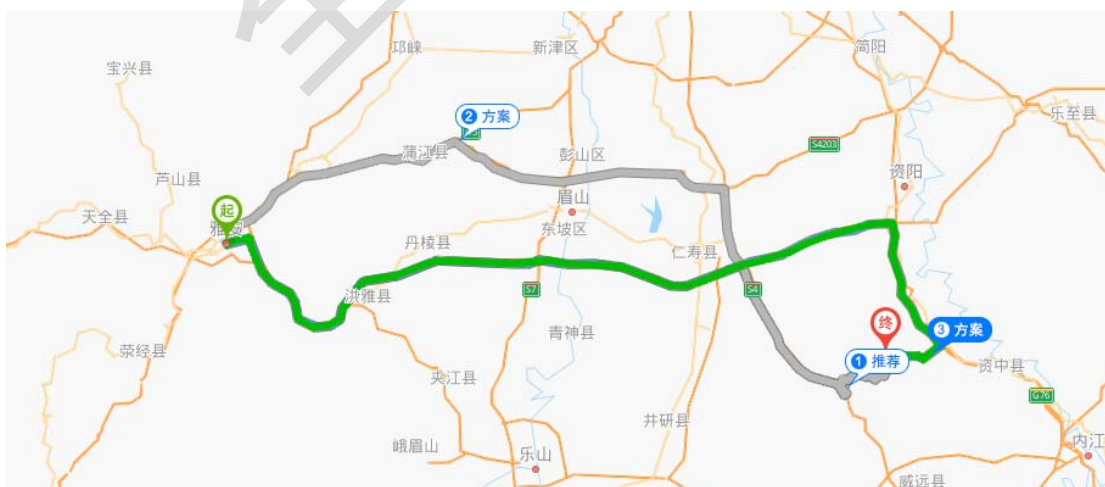 邛崃
新津区
简阳
宝兴县
乐至县
2 方案
蒲江县
彭山区
S4203
芦山县
资阳
眉山
天全县
起
东坡区
丹棱县
仁寿县
洪雅县
S7
S4
终
青神县
3 方案
荥经县
1 推荐
资中县
夹江县
G76
井研县
峨眉山
乐山
内江
威远县